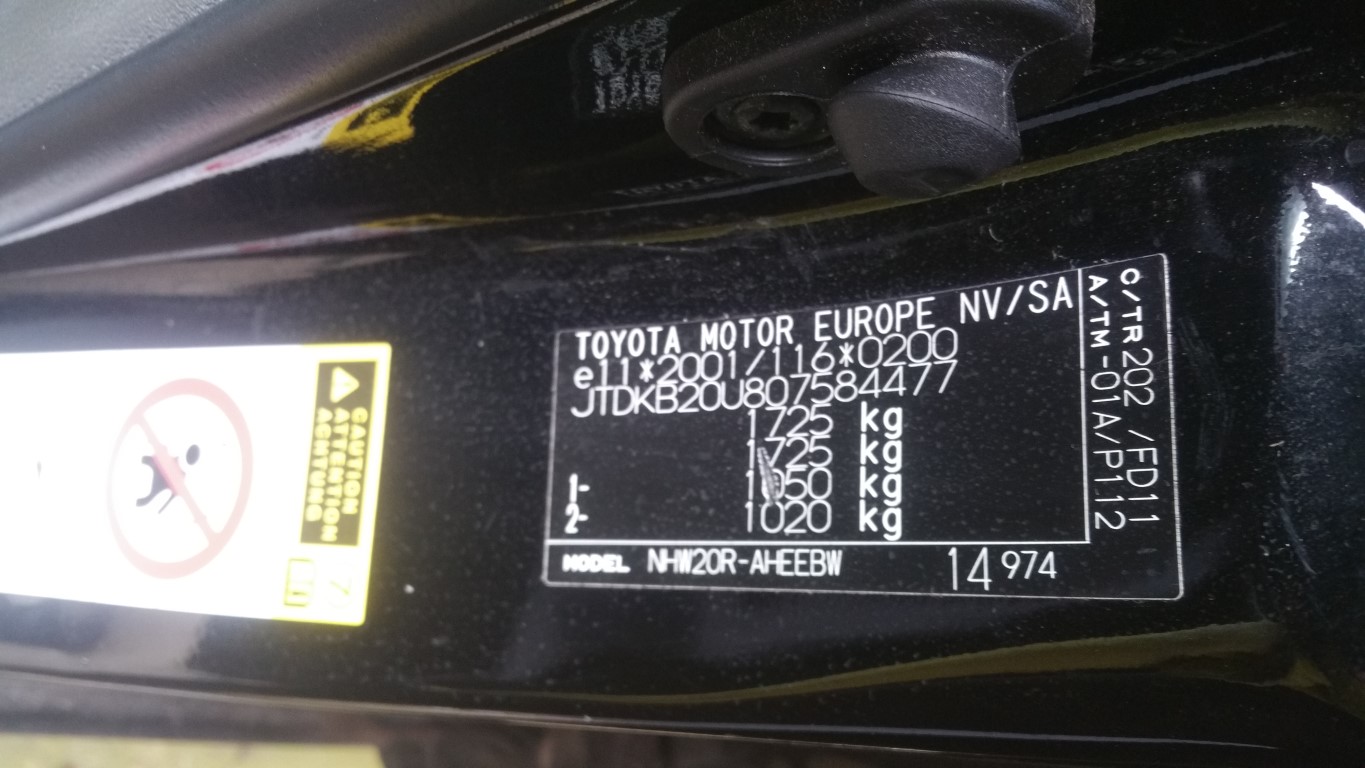 TOYOTA MOTOR EUROPE NV/SA
e11*2001/116*0200
JTDKB20U807584477
1725 kg
1725 kg
1- 1050 kg
2- 1020 kg
MODEL NHW20R-AHEEBW 14 974
C/TR 202 /FD11
A/TM -01A/P112
CAUTION
ATTENTION
ACHTUNG